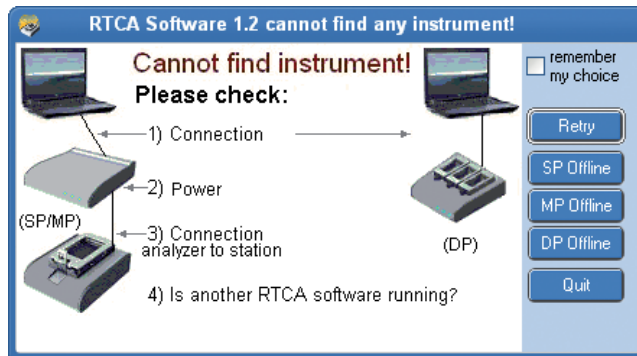 RTCA Software 1.2 cannot find any instrument!
Cannot find instrument!
Please check:
1) Connection
2) Power
(SP/MP)
3) Connection
analyzer to station
(DP)
4) Is another RTCA software running?
remember
my choice
Retry
SP Offline
MP Offline
DP Offline
Quit